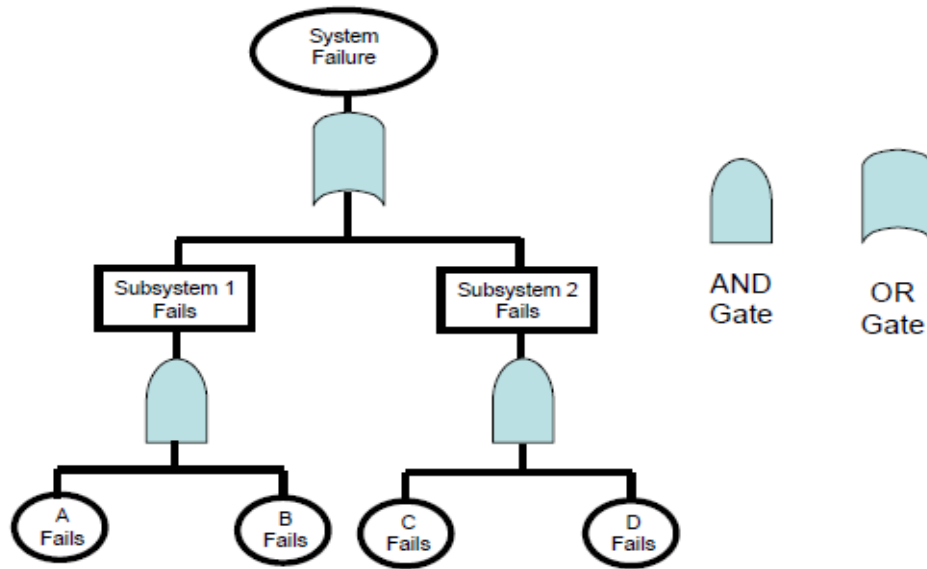 System
Failure
Subsystem 1
Fails
Subsystem 2
Fails
AND
Gate
OR
Gate
A
Fails
B
Fails
C
Fails
D
Fails